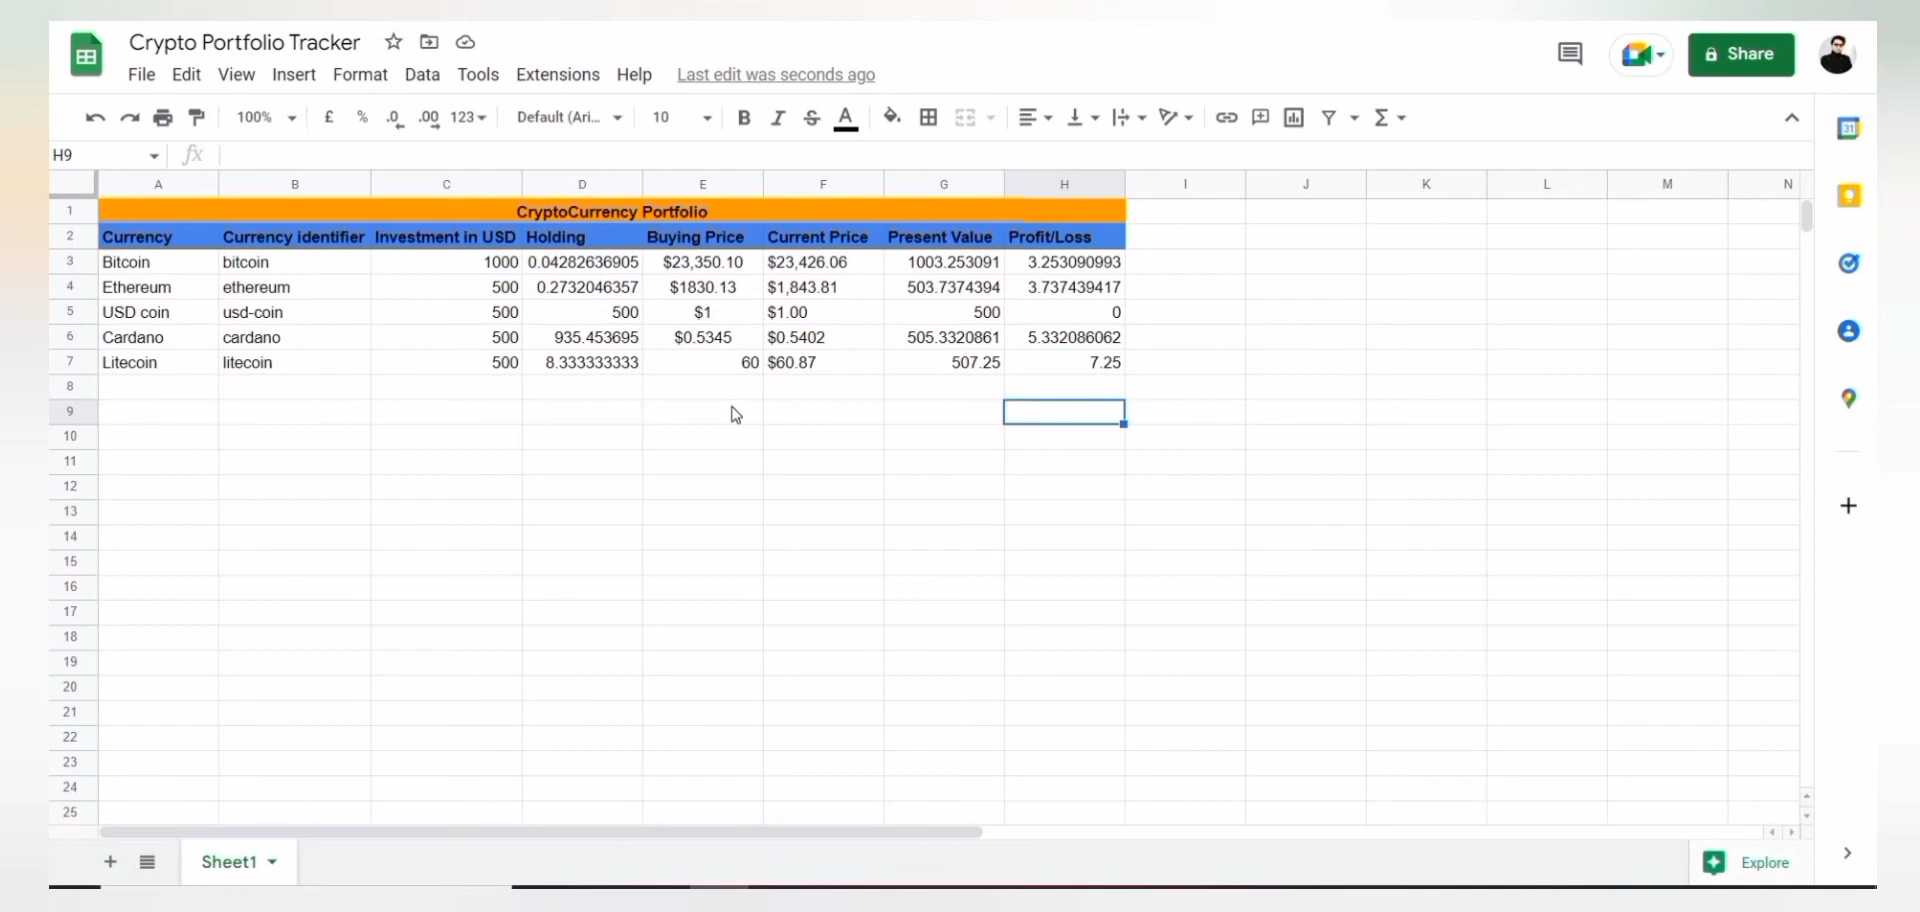 Crypto Portfolio Tracker
File Edit View Insert Format Data Tools Extensions Help Last edit was seconds ago
Share
100% £ % .0 .00 123 Default (Ari... 10 B I S A
31
H9 fx
A B C D E F G H I J K L M N
1 CryptoCurrency Portfolio
2 Currency Currency identifier Investment in USD Holding Buying Price Current Price Present Value Profit/Loss
3 Bitcoin bitcoin 1000 0.04282636905 $23,350.10 $23,426.06 1003.253091 3.253090993
4 Ethereum ethereum 500 0.2732046357 $1830.13 $1,843.81 503.7374394 3.737439417
5 USD coin usd-coin 500 500 $1 $1.00 500 0
6 Cardano cardano 500 935.453695 $0.5345 $0.5402 505.3320861 5.332086062
7 Litecoin litecoin 500 8.333333333 60 $60.87 507.25 7.25
8
9
10
11
12
13
14
15
16
17
18
19
20
21
22
23
24
25
Sheet1
Explore